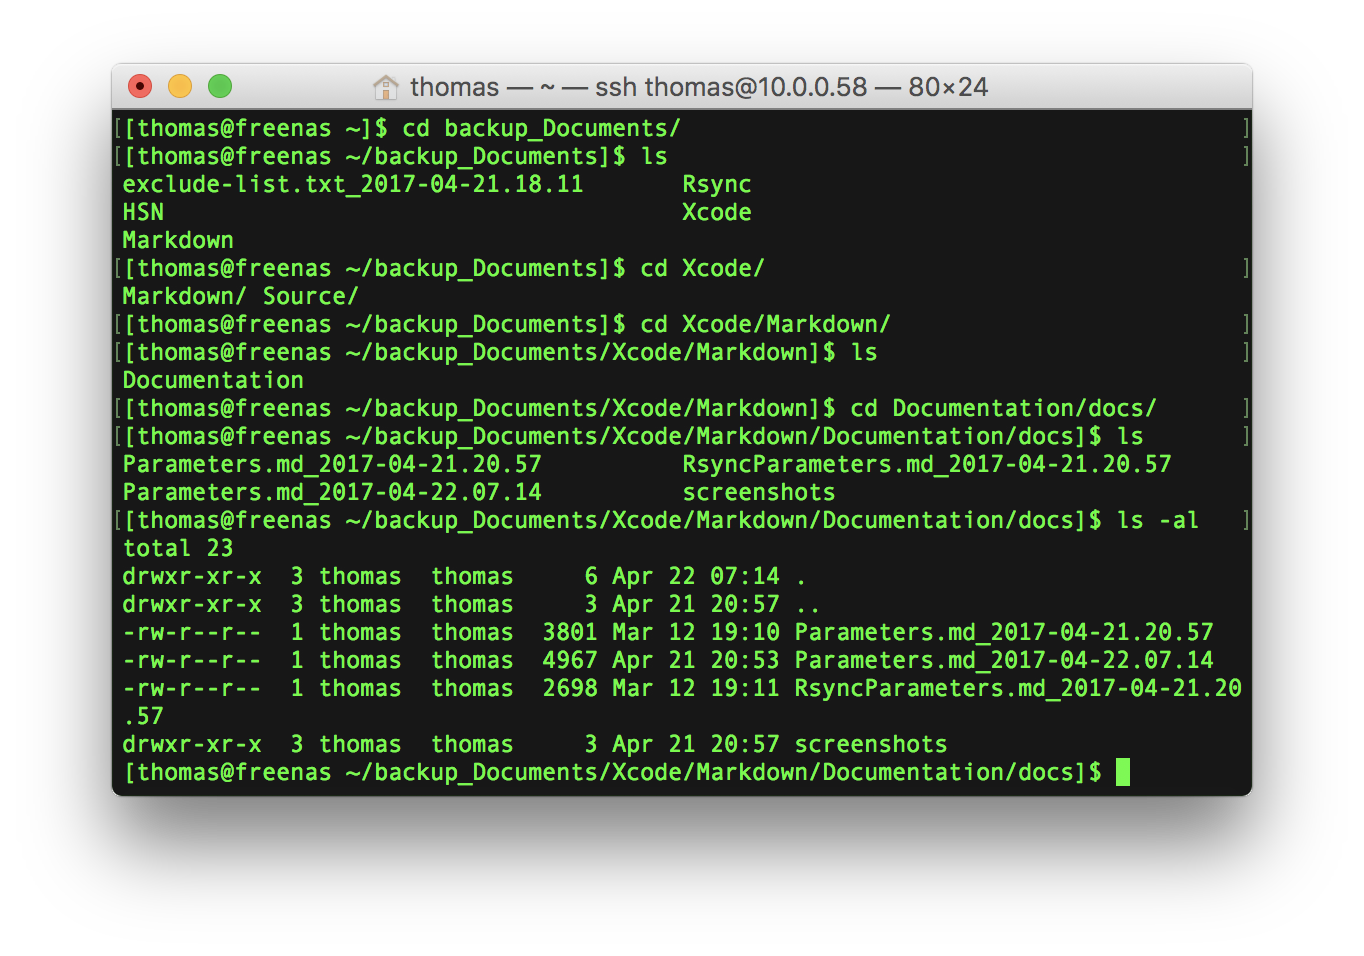 thomas — ~ — ssh thomas@10.0.0.58 — 80×24
[[thomas@freenas ~]$ cd backup_Documents/ ]
[[thomas@freenas ~/backup_Documents]$ ls ]
exclude-list.txt_2017-04-21.18.11 Rsync
HSN Xcode
Markdown
[[thomas@freenas ~/backup_Documents]$ cd Xcode/ ]
Markdown/ Source/
[[thomas@freenas ~/backup_Documents]$ cd Xcode/Markdown/ ]
[[thomas@freenas ~/backup_Documents/Xcode/Markdown]$ ls ]
Documentation
[[thomas@freenas ~/backup_Documents/Xcode/Markdown]$ cd Documentation/docs/ ]
[[thomas@freenas ~/backup_Documents/Xcode/Markdown/Documentation/docs]$ ls ]
Parameters.md_2017-04-21.20.57 RsyncParameters.md_2017-04-21.20.57
Parameters.md_2017-04-22.07.14 screenshots
[[thomas@freenas ~/backup_Documents/Xcode/Markdown/Documentation/docs]$ ls -al ]
total 23
drwxr-xr-x 3 thomas thomas 6 Apr 22 07:14 .
drwxr-xr-x 3 thomas thomas 3 Apr 21 20:57 ..
-rw-r--r-- 1 thomas thomas 3801 Mar 12 19:10 Parameters.md_2017-04-21.20.57
-rw-r--r-- 1 thomas thomas 4967 Apr 21 20:53 Parameters.md_2017-04-22.07.14
-rw-r--r-- 1 thomas thomas 2698 Mar 12 19:11 RsyncParameters.md_2017-04-21.20
.57
drwxr-xr-x 3 thomas thomas 3 Apr 21 20:57 screenshots
[thomas@freenas ~/backup_Documents/Xcode/Markdown/Documentation/docs]$